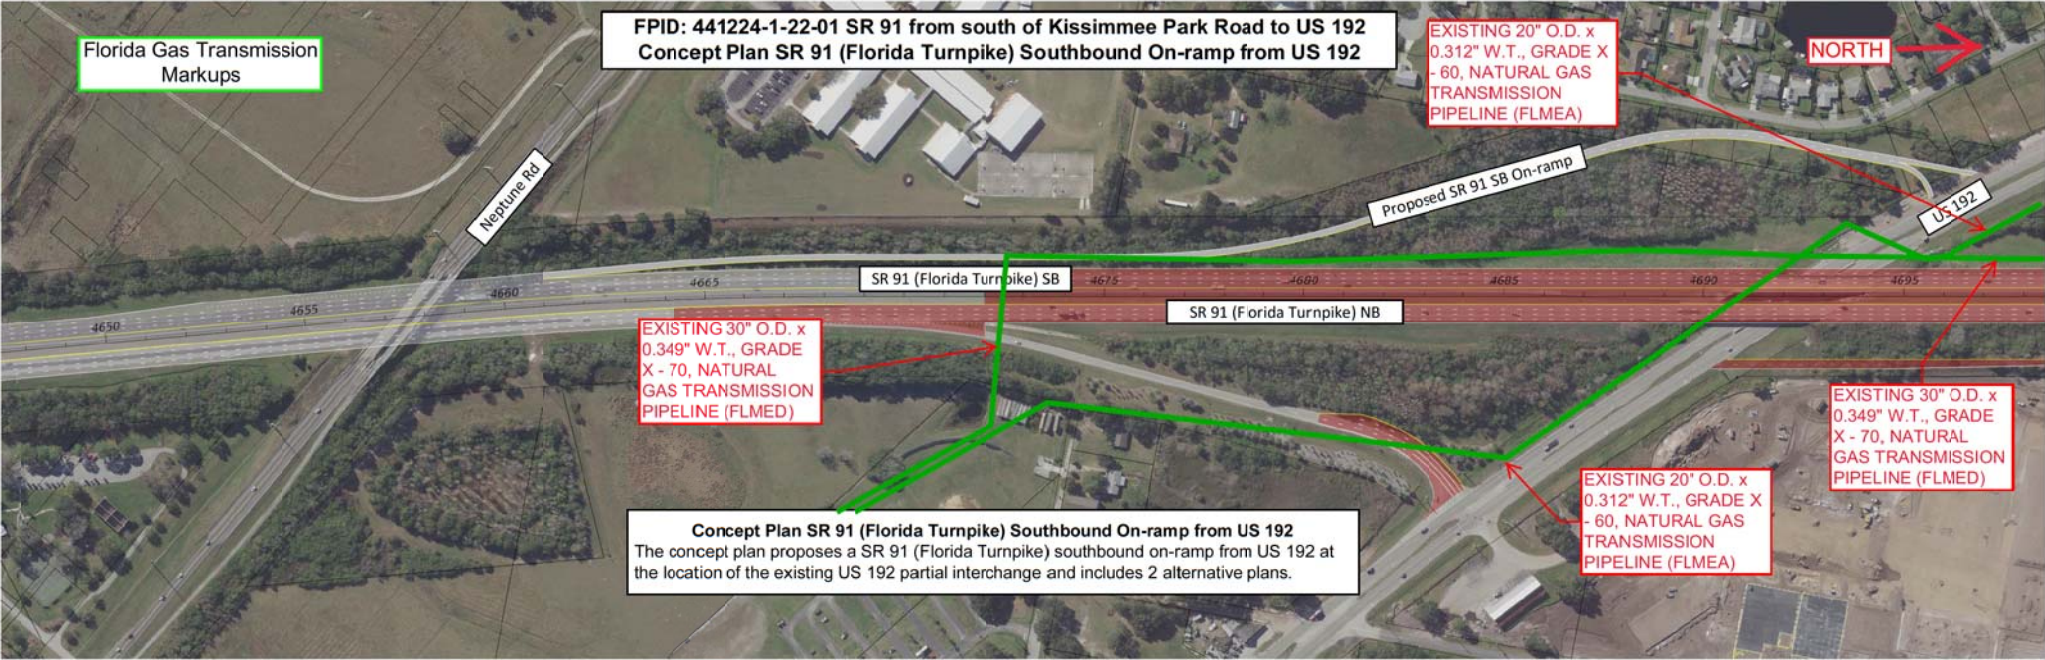 FPID: 441224-1-22-01 SR 91 from south of Kissimmee Park Road to US 192
Concept Plan SR 91 (Florida Turnpike) Southbound On-ramp from US 192
Florida Gas Transmission
Markups
EXISTING 20" O.D. x
0.312" W.T., GRADE X
- 60, NATURAL GAS
TRANSMISSION
PIPELINE (FLMEA)
NORTH
Neptune Rd
Proposed SR 91 SB On-ramp
US 192
SR 91 (Florida Turnpike) SB
SR 91 (Florida Turnpike) NB
4650
4655
4660
4665
4675
4680
4685
4690
4695
EXISTING 30" O.D. x
0.349" W.T., GRADE
X - 70, NATURAL
GAS TRANSMISSION
PIPELINE (FLMED)
EXISTING 30" O.D. x
0.349" W.T., GRADE
X - 70, NATURAL
GAS TRANSMISSION
PIPELINE (FLMED)
EXISTING 20" O.D. x
0.312" W.T., GRADE X
- 60, NATURAL GAS
TRANSMISSION
PIPELINE (FLMEA)
Concept Plan SR 91 (Florida Turnpike) Southbound On-ramp from US 192
The concept plan proposes a SR 91 (Florida Turnpike) southbound on-ramp from US 192 at
the location of the existing US 192 partial interchange and includes 2 alternative plans.